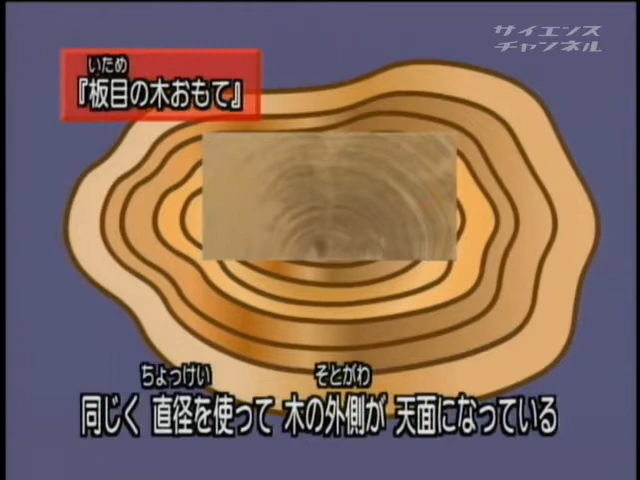 サイエンス
チャンネル
いため
『板目の木おもて』
ちょっけい そとがわ
同じく 直径を使って 木の外側が 天面になっている